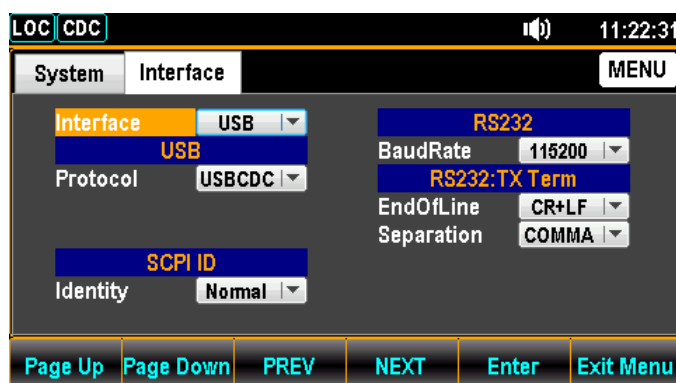 LOC CDC 11:22:31
System Interface MENU
Interface USB
USB
Protocol USBCDC
SCPI ID
Identity Normal
RS232
BaudRate 115200
RS232:TX Term
EndOfLine CR+LF
Separation COMMA
Page Up Page Down PREV NEXT Enter Exit Menu